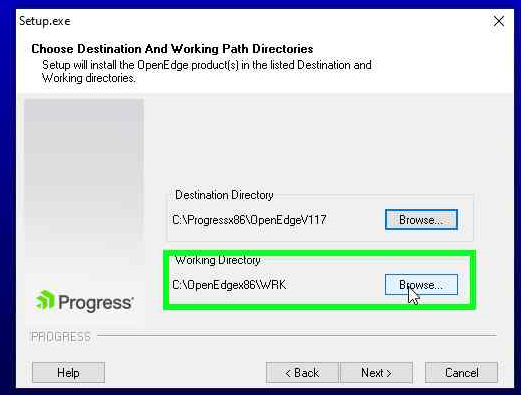 Setup.exe
Choose Destination And Working Path Directories
Setup will install the OpenEdge product(s) in the listed Destination and
Working directories.
Destination Directory
C:\Progressx86\OpenEdgeV117
Browse...
Working Directory
C:\OpenEdgex86\WRK
Browse...
Progress
PROGRESS
Help
< Back
Next >
Cancel